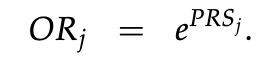 $OR_j = e^{PRS_j}.$